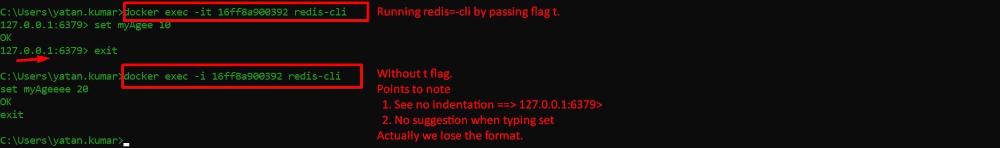 C:\Users\yatan.kumar>docker exec -it 16ff8a900392 redis-cli
Running redis=-cli by passing flag t.
127.0.0.1:6379> set myAgee 10
OK
127.0.0.1:6379> exit
C:\Users\yatan.kumar>docker exec -i 16ff8a900392 redis-cli
set myAgeeee 20
OK
exit
C:\Users\yatan.kumar>
Without t flag.
Points to note
1. See no indentation ==> 127.0.0.1:6379>
2. No suggestion when typing set
Actually we lose the format.